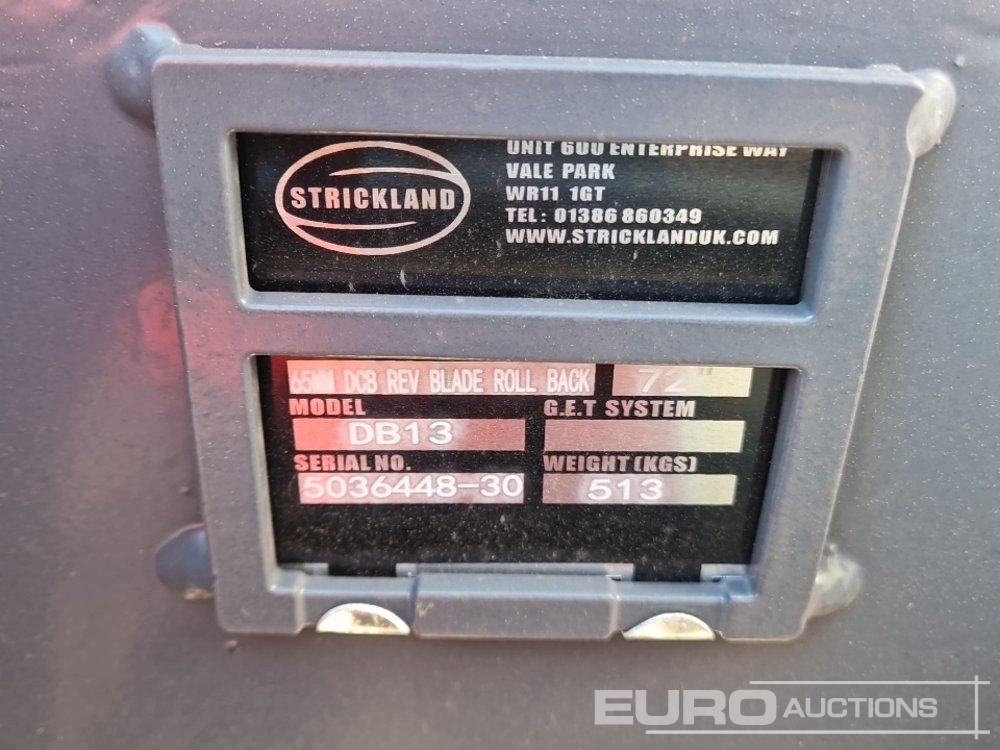 STRICKLAND
UNIT 600 ENTERPRISE WAY
VALE PARK
WR11 1GT
TEL: 01386 860349
WWW.STRICKLANDUK.COM
65MM DCB REV BLADE ROLL BACK 72"
MODEL G.E.T SYSTEM
DB13
SERIAL NO. WEIGHT (KGS)
5036448-30 513
EURO AUCTIONS